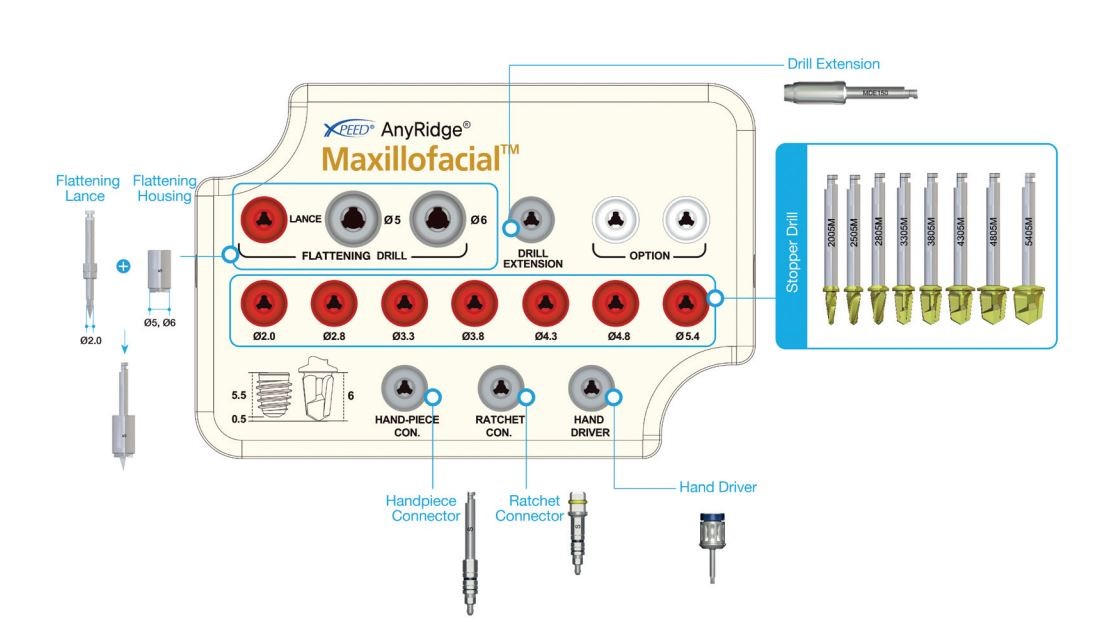 Drill Extension
MDE150
XPEED® AnyRidge®
Maxillofacial™
Flattening
Lance
Flattening
Housing
LANCE
Ø5
Ø6
FLATTENING DRILL
DRILL
EXTENSION
OPTION
Stopper Drill
2005M
2505M
2805M
3305M
3805M
4305M
4805M
5405M
S
Ø5, Ø6
Ø2.0
Ø2.0
Ø2.8
Ø3.3
Ø3.8
Ø4.3
Ø4.8
Ø5.4
5.5
0.5
6
S
HAND-PIECE
CON.
RATCHET
CON.
HAND
DRIVER
Handpiece
Connector
S
Ratchet
Connector
S
Hand Driver